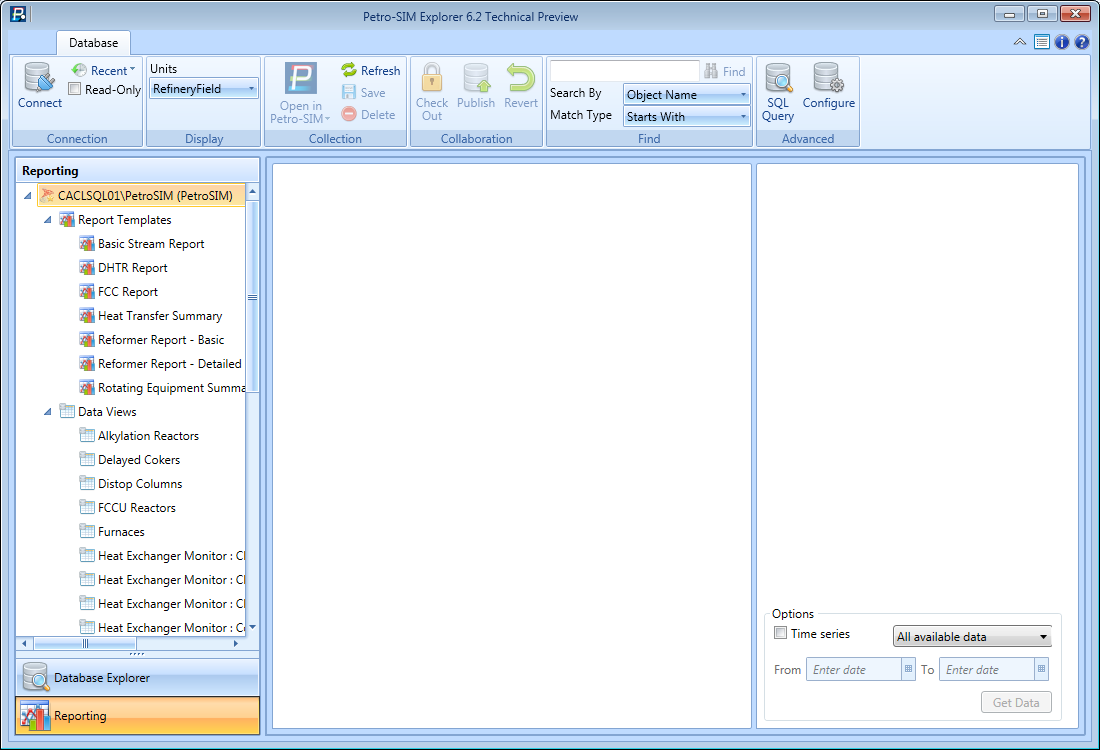 Petro-SIM Explorer 6.2 Technical Preview
Database
Connect
Recent
Read-Only
Connection
Units
RefineryField
Display
Open in
Petro-SIM
Refresh
Save
Delete
Collection
Check
Out
Publish
Revert
Collaboration
Find
Search By
Object Name
Match Type
Starts With
Find
SQL
Query
Configure
Advanced
Reporting
CACLSQL01\PetroSIM (PetroSIM)
Report Templates
Basic Stream Report
DHTR Report
FCC Report
Heat Transfer Summary
Reformer Report - Basic
Reformer Report - Detailed
Rotating Equipment Summa
Data Views
Alkylation Reactors
Delayed Cokers
Distop Columns
FCCU Reactors
Furnaces
Heat Exchanger Monitor :
Heat Exchanger Monitor :
Heat Exchanger Monitor :
Heat Exchanger Monitor :
Database Explorer
Reporting
Options
Time series
All available data
From
Enter date
To
Enter date
Get Data